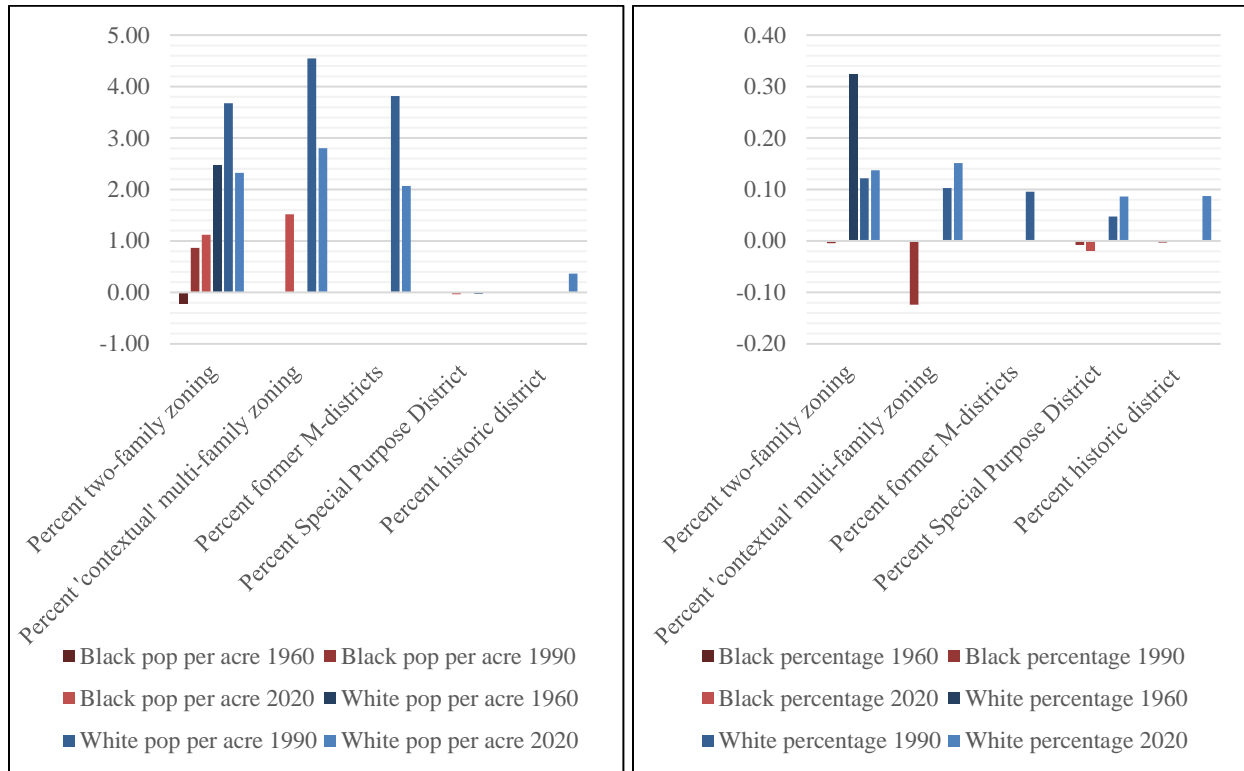 5.00
4.00
3.00
2.00
1.00
0.00
-1.00
Percent two-family zoning
Percent 'contextual' multi-family zoning
Percent former M-districts
Percent Special Purpose District
Percent historic district
Black pop per acre 1960 Black pop per acre 1990
Black pop per acre 2020 White pop per acre 1960
White pop per acre 1990 White pop per acre 2020
0.40
0.30
0.20
0.10
0.00
-0.10
-0.20
Percent two-family zoning
Percent 'contextual' multi-family zoning
Percent former M-districts
Percent Special Purpose District
Percent historic district
Black percentage 1960 Black percentage 1990
Black percentage 2020 White percentage 1960
White percentage 1990 White percentage 2020